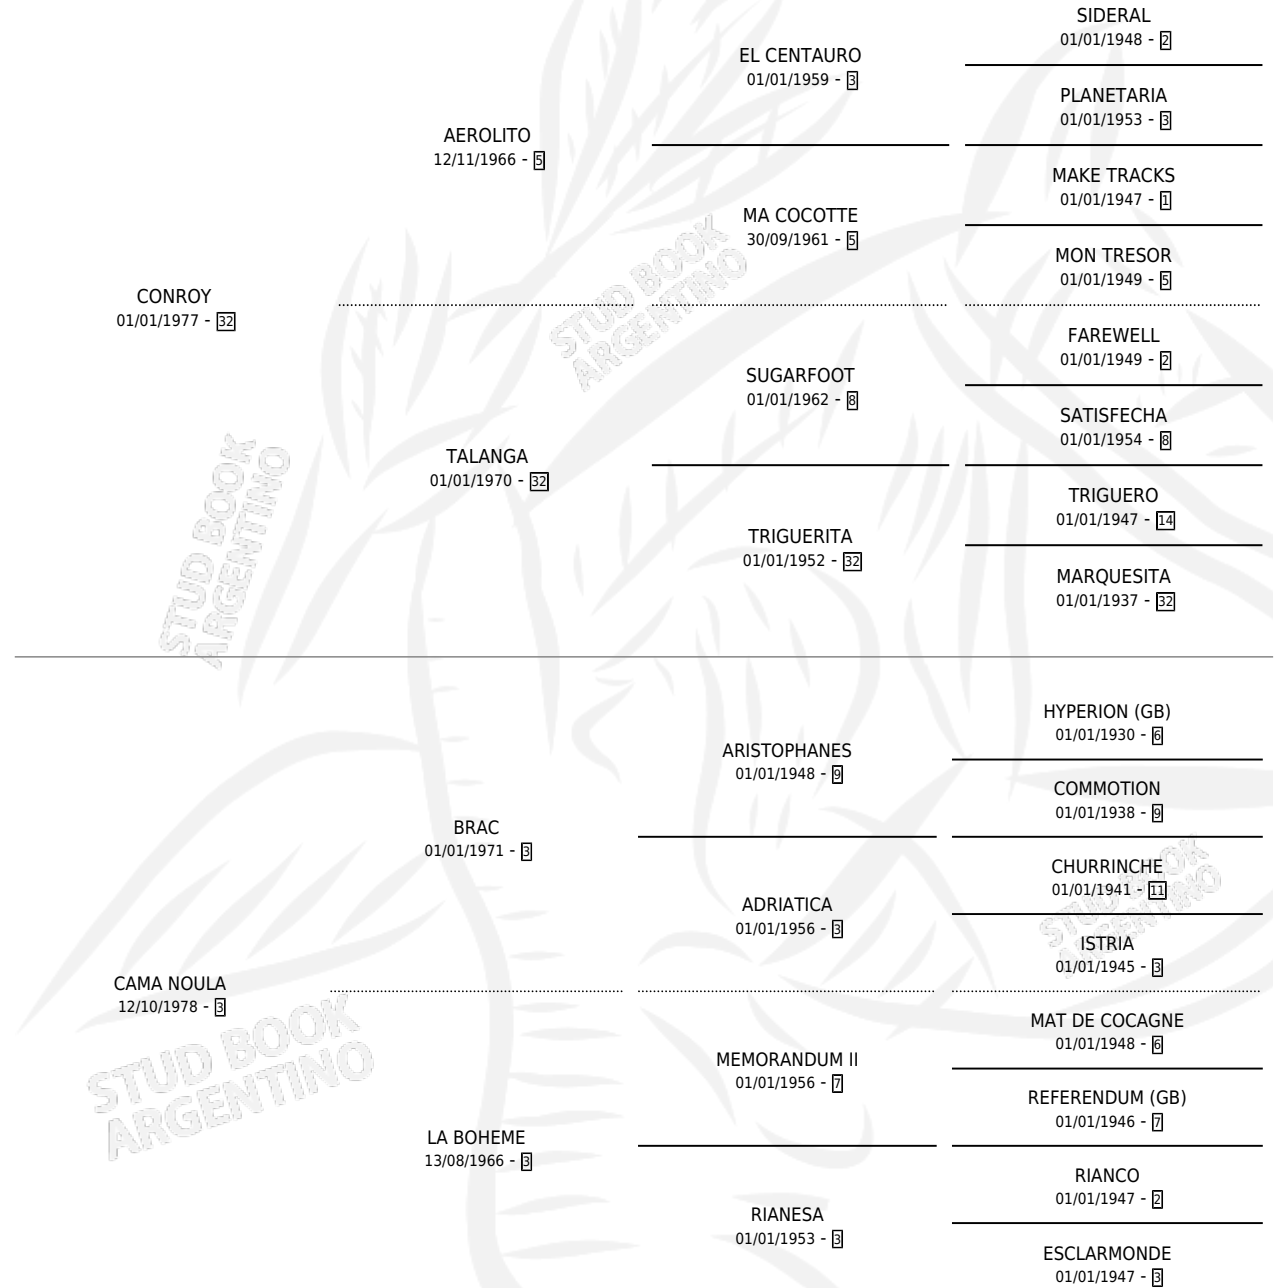 SIDERAL
01/01/1948 - 2
EL CENTAURO
01/01/1959 - 3
PLANETARIA
01/01/1953 - 3
AEROLITO
12/11/1966 - 5
MAKE TRACKS
01/01/1947 - 1
MA COCOTTE
30/09/1961 - 5
MON TRESOR
01/01/1949 - 5
CONROY
01/01/1977 - 32
FAREWELL
01/01/1949 - 2
SUGARFOOT
01/01/1962 - 8
SATISFECHA
01/01/1954 - 8
TALANGA
01/01/1970 - 32
TRIGUERO
01/01/1947 - 14
TRIGUERITA
01/01/1952 - 32
MARQUESITA
01/01/1937 - 32
HYPERION (GB)
01/01/1930 - 6
ARISTOPHANES
01/01/1948 - 9
COMMOTION
01/01/1938 - 9
BRAC
01/01/1971 - 3
CHURRINCHE
01/01/1941 - 11
ADRIATICA
01/01/1956 - 3
ISTRIA
01/01/1945 - 3
CAMA NOULA
12/10/1978 - 3
MAT DE COCAGNE
01/01/1948 - 6
MEMORANDUM II
01/01/1956 - 7
REFERENDUM (GB)
01/01/1946 - 7
LA BOHEME
13/08/1966 - 3
RIANCO
01/01/1947 - 2
RIANESA
01/01/1953 - 3
ESCLARMONDE
01/01/1947 - 3
STUD BOOK
ARGENTINO
STUD BOOK
ARGENTINO
STUD BOOK
ARGENTINO
STUD BOOK
ARGENTINO